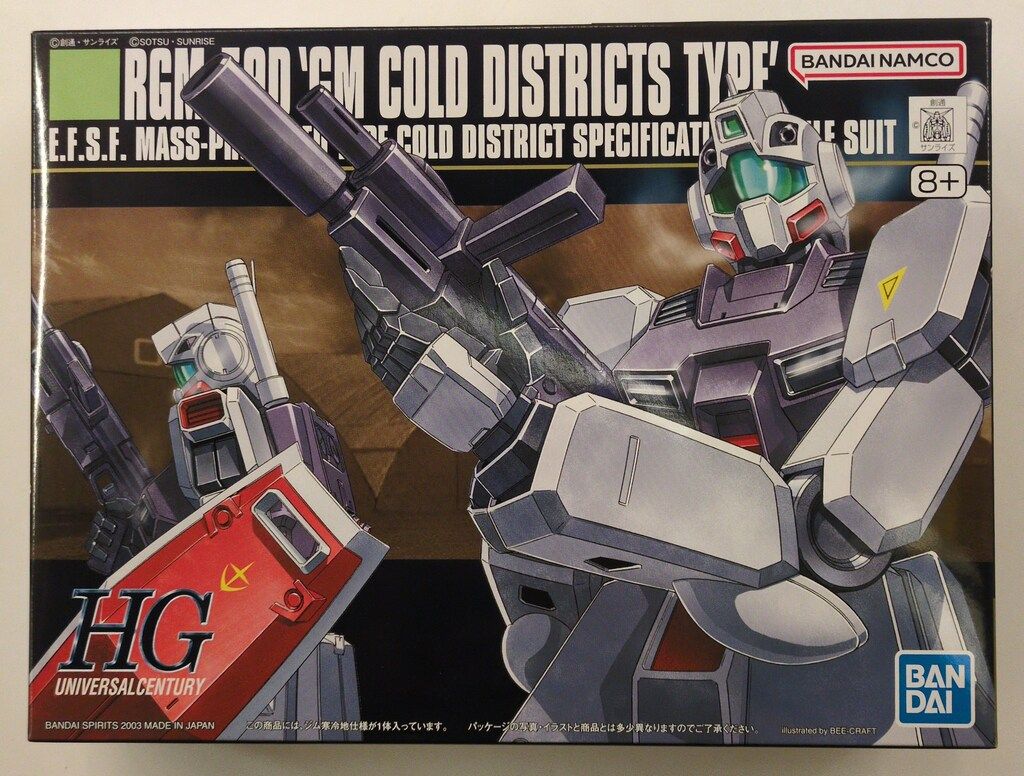 ©創通・サンライズ ©SOTSU・SUNRISE
'GM COLD DISTRICTS TYPE'
BANDAI NAMCO
E.F.S.F. COLD DISTRICT SUIT
創通
©
サンライズ
8+
HG
UNIVERSAL CENTURY
BAN
DAI
BANDAI SPIRITS 2003 MADE IN JAPAN この商品には、ジム寒冷地仕様が1体入っています。 パッケージの写真・イラストと商品とは多少異なりますのでご了承ください。 illustrated by BEE-CRAFT